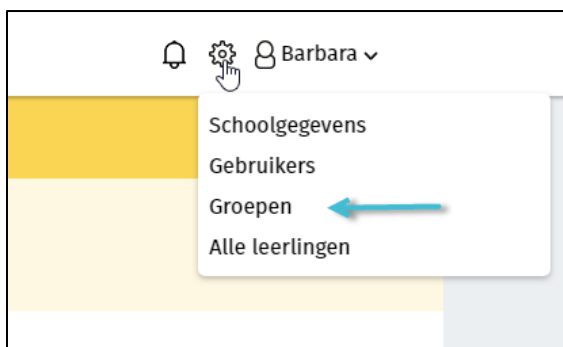 Barbara
Schoolgegevens
Gebruikers
Groepen
Alle leerlingen